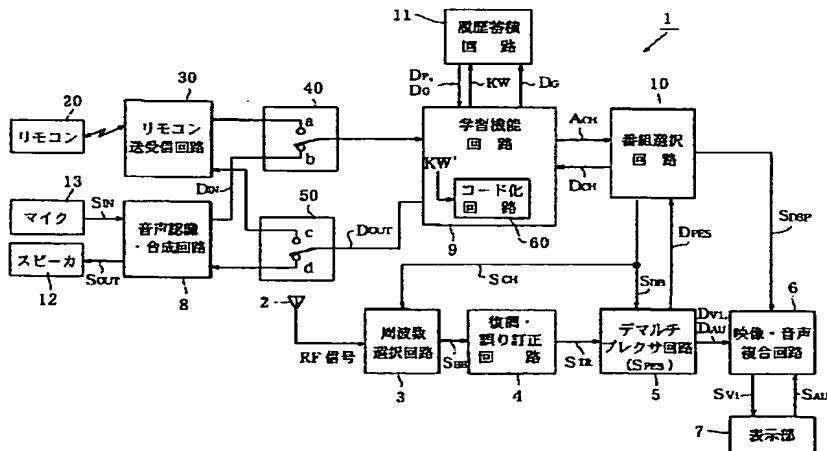 11
履歴蓄積
回 路
1
DP,
DO
KW
DG
20
リモコン
30
リモコン
送受信回路
40
a
b
学習機能
回 路
KW'
コード化
回 路
60
9
ACH
DCH
10
番組選択
回 路
13
マイク
SIN
DIN
音声認識
・合成回路
8
スピーカ
12
SOUT
50
c
d
DOUT
SCH
SDB
DPES
SDSP
2
RF 信号
周波数
選択回路
3
SBB
復調・
誤り訂正
回 路
4
STR
デマルチ
プレクサ回路
(SPES)
5
DVI,
DAU
6
映像・音声
複合回路
SVI
SAU
7
表示部